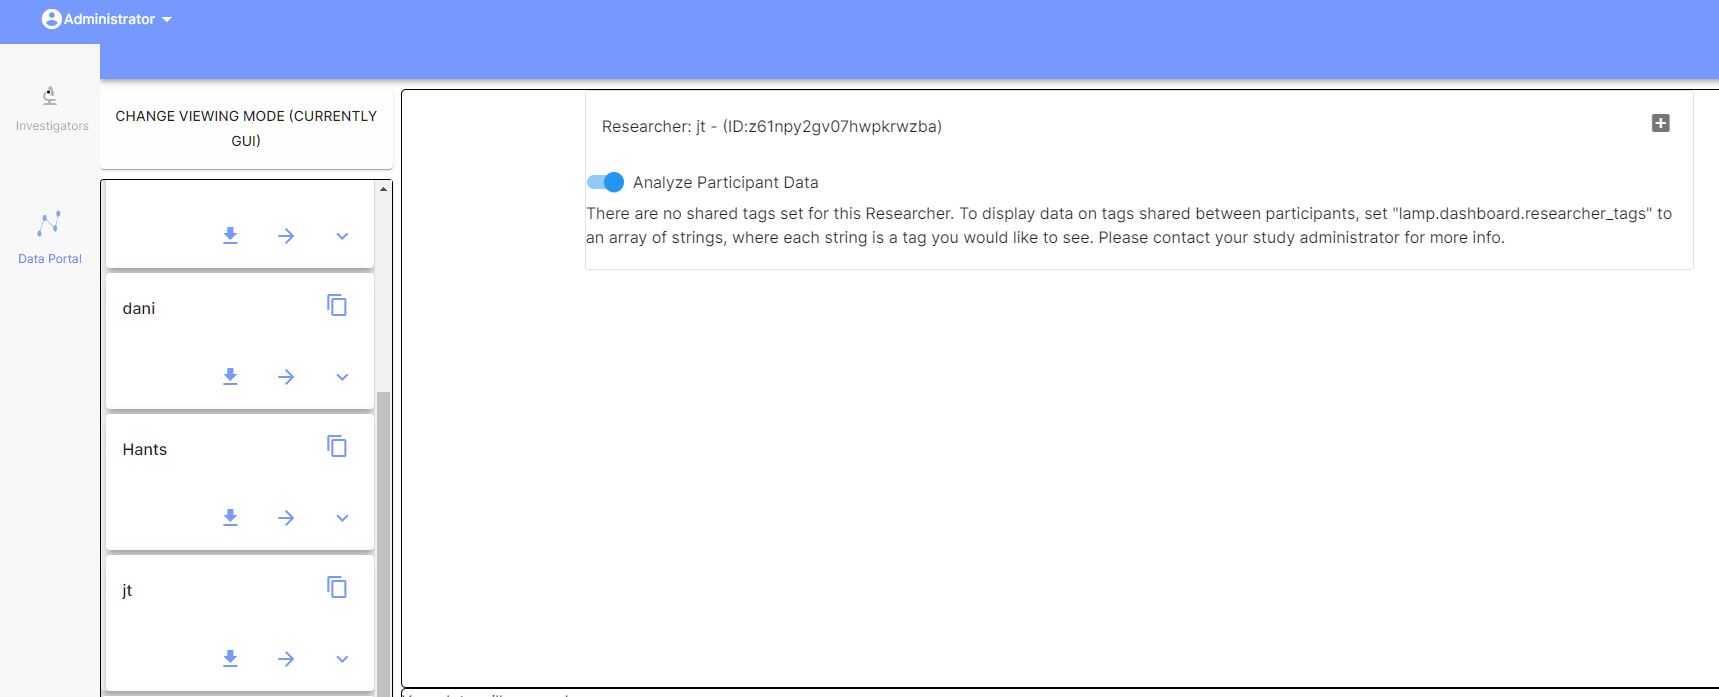 Administrator
Investigators
Data Portal
CHANGE VIEWING MODE (CURRENTLY
GUI)
dani
Hants
jt
Researcher: jt - (ID:z61npy2gv07hwpkrwzba)
Analyze Participant Data
There are no shared tags set for this Researcher. To display data on tags shared between participants, set "lamp.dashboard.researcher_tags" to
an array of strings, where each string is a tag you would like to see. Please contact your study administrator for more info.